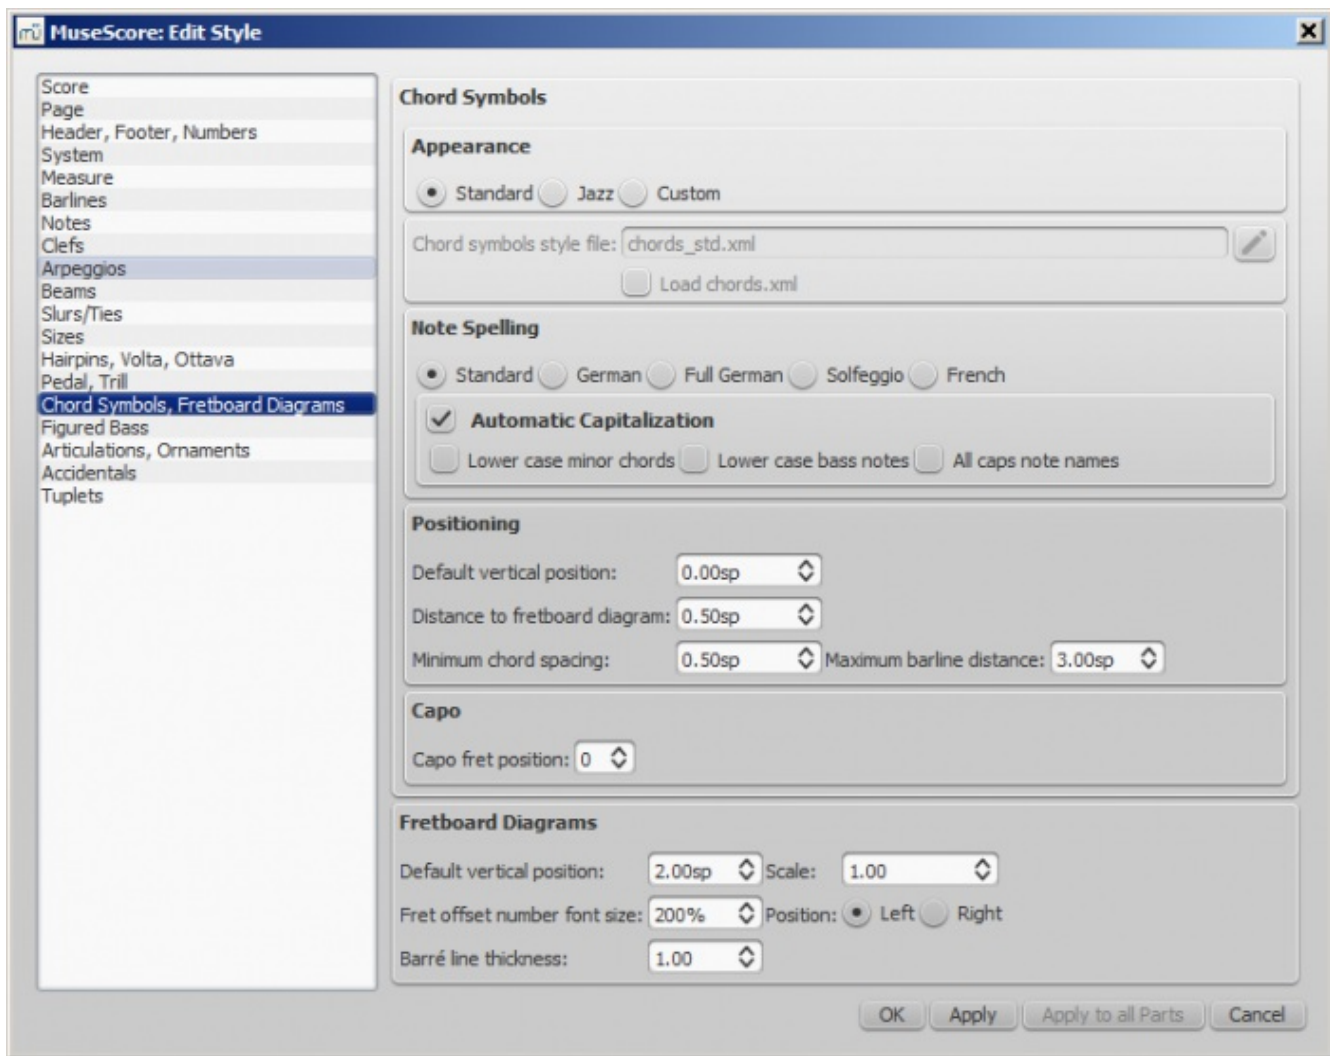 mü MuseScore: Edit Style
Score
Page
Header, Footer, Numbers
System
Measure
Barlines
Notes
Clefs
Arpeggios
Beams
Slurs/Ties
Sizes
Hairpins, Volta, Ottava
Pedal, Trill
Chord Symbols, Fretboard Diagrams
Figured Bass
Articulations, Ornaments
Accidentals
Tuplets
Chord Symbols
Appearance
Standard Jazz Custom
Chord symbols style file: chords_std.xml
Load chords.xml
Note Spelling
Standard German Full German Solfeggio French
Automatic Capitalization
Lower case minor chords Lower case bass notes All caps note names
Positioning
Default vertical position: 0.00sp
Distance to fretboard diagram: 0.50sp
Minimum chord spacing: 0.50sp Maximum barline distance: 3.00sp
Capo
Capo fret position: 0
Fretboard Diagrams
Default vertical position: 2.00sp Scale: 1.00
Fret offset number font size: 200% Position: Left Right
Barré line thickness: 1.00
OK Apply Apply to all Parts Cancel